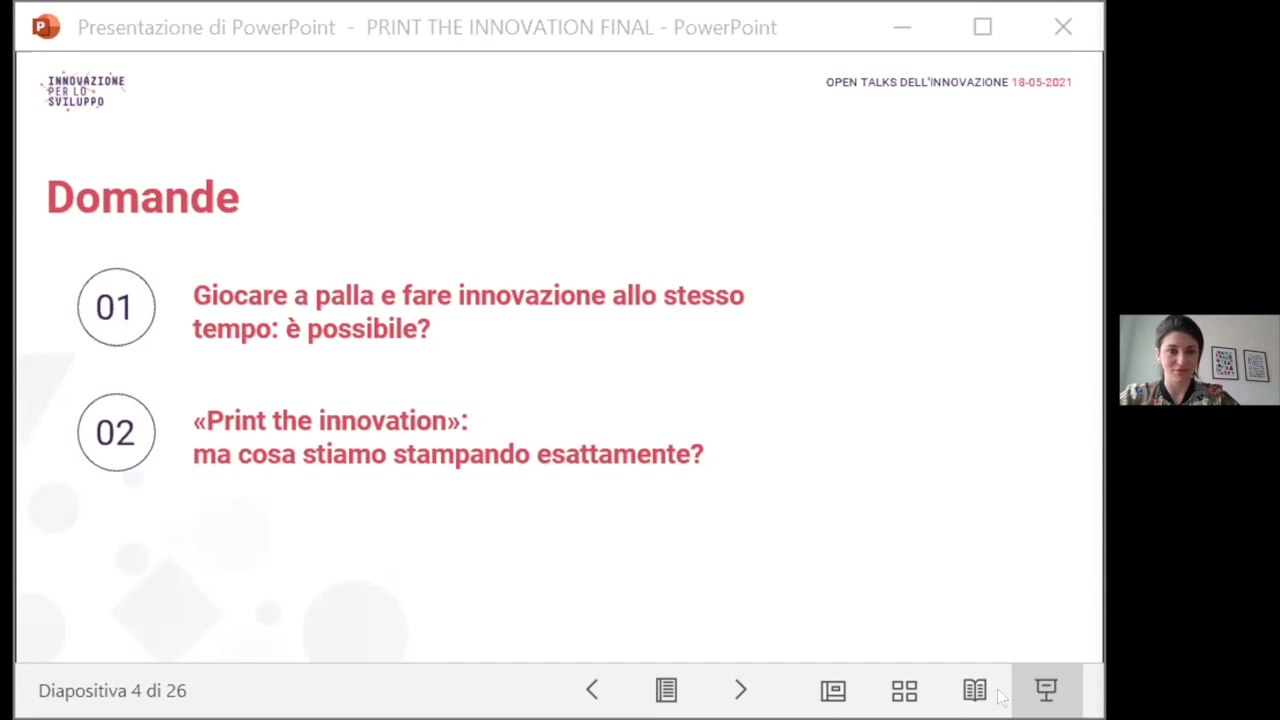 Presentazione di PowerPoint - PRINT THE INNOVATION FINAL - PowerPoint
INNOVAZIONE
PER LO
SVILUPPO
OPEN TALKS DELL'INNOVAZIONE 18-05-2021
Domande
01
Giocare a palla e fare innovazione allo stesso
tempo: è possibile?
02
«Print the innovation»:
ma cosa stiamo stampando esattamente?
Diapositiva 4 di 26